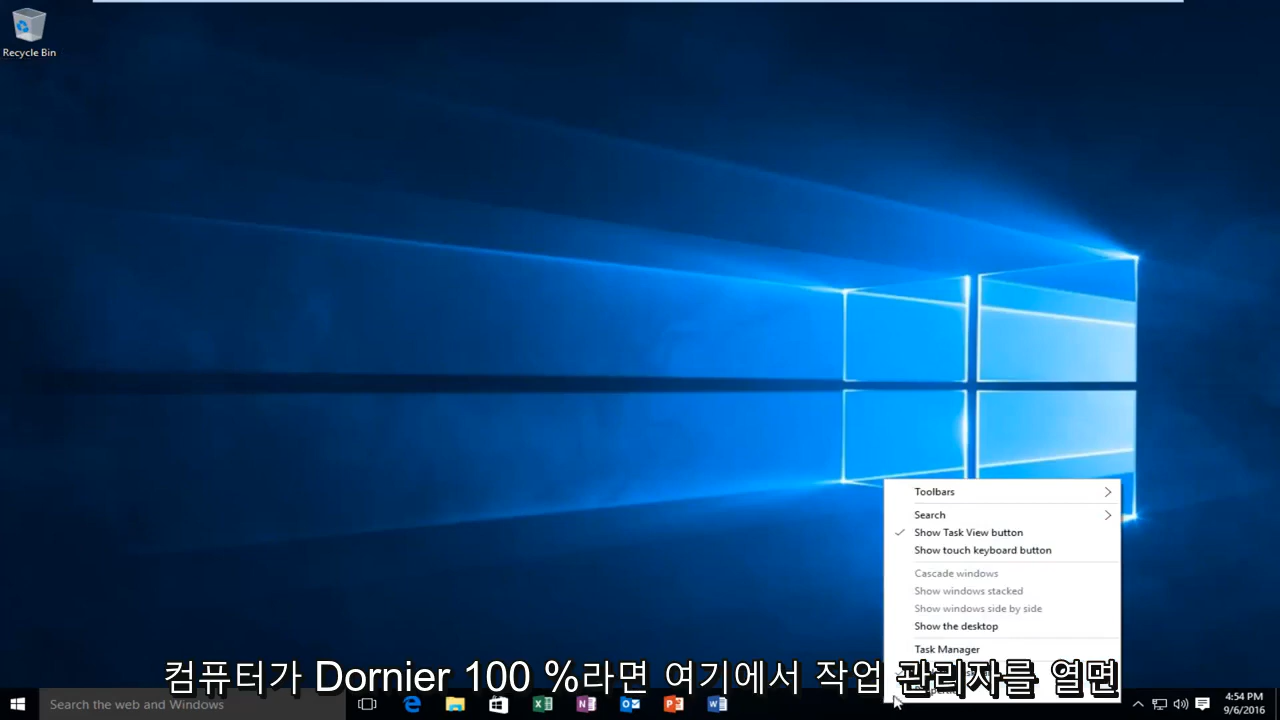 Recycle Bin
Toolbars
Search
Show Task View button
Show touch keyboard button
Cascade windows
Show windows stacked
Show windows side by side
Show the desktop
Task Manager
컴퓨터가 Dornier 100 %라면 여기에서 작업 관리자를 열면
Search the web and Windows
4:54 PM
9/6/2016